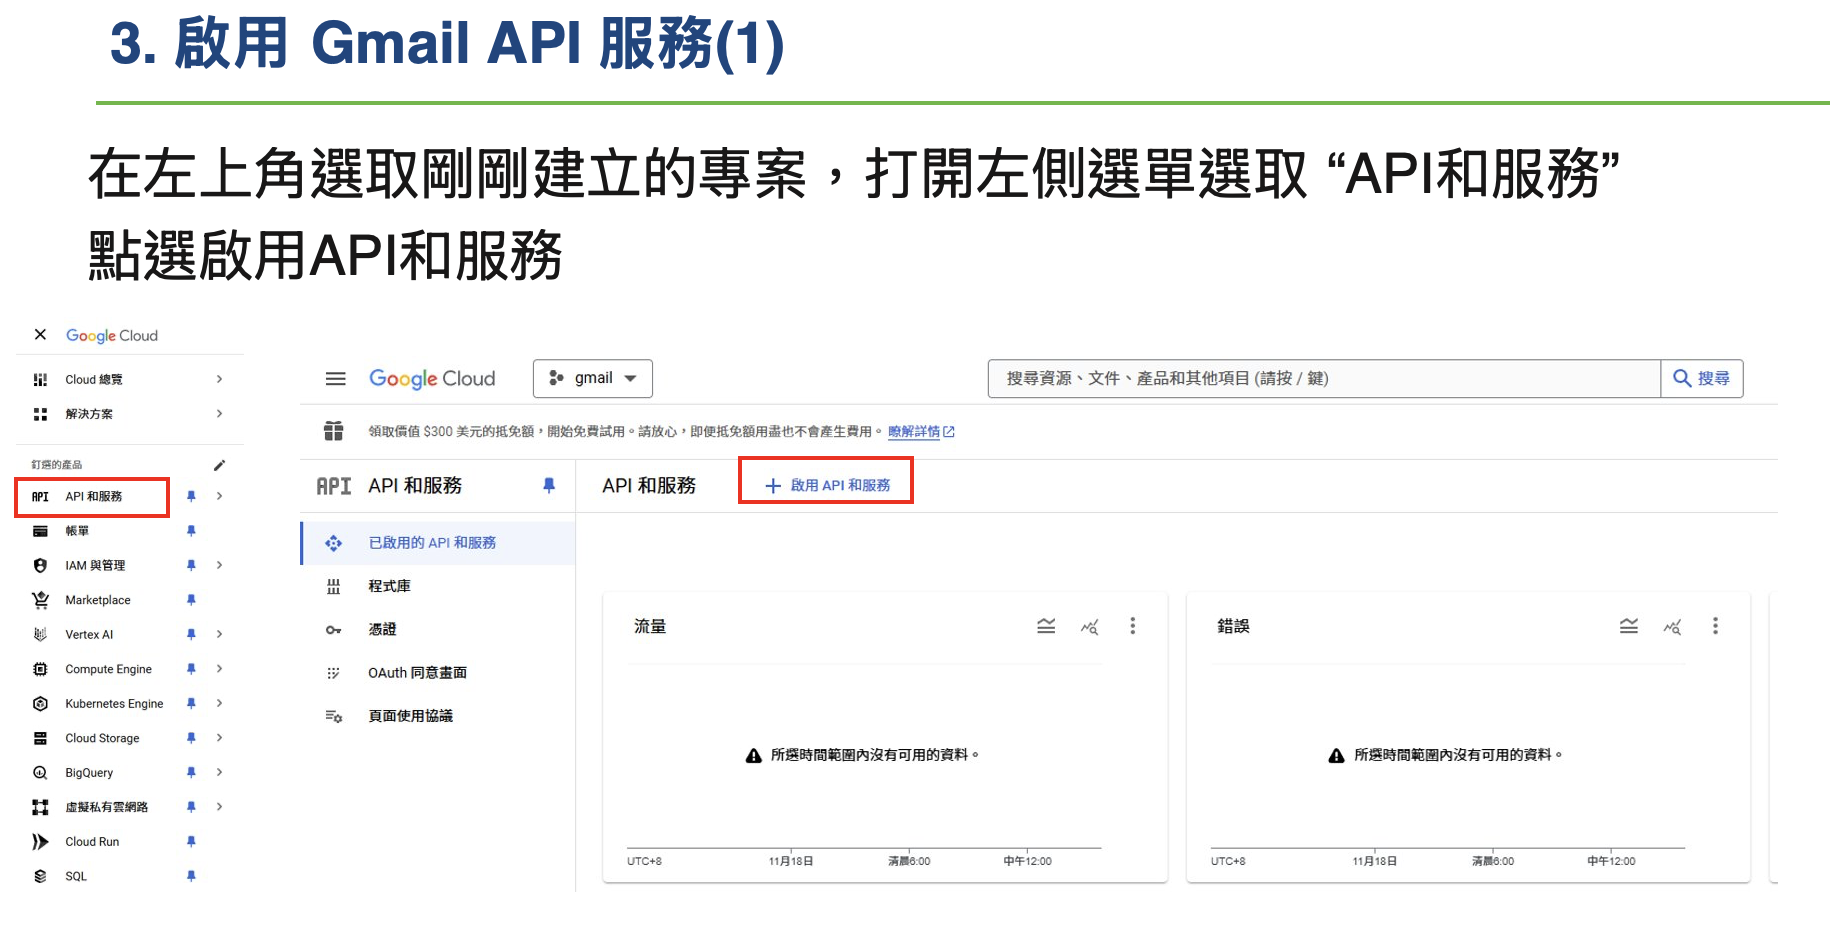 3. 啟用 Gmail API 服務(1)
在左上角選取剛剛建立的專案，打開左側選單選取 “API和服務”
點選啟用API和服務
Google Cloud
Cloud 總覽
解決方案
釘選的產品
API API 和服務
帳單
IAM 與管理
Marketplace
Vertex AI
Compute Engine
Kubernetes Engine
Cloud Storage
BigQuery
虛擬私有雲網路
Cloud Run
SQL
Google Cloud
gmail
搜尋資源、文件、產品和其他項目 (請按 / 鍵)
搜尋
領取價值 $300 美元的抵免額，開始免費試用。請放心，即便抵免額用盡也不會產生費用。 瞭解詳情
API API 和服務
已啟用的 API 和服務
程式庫
憑證
OAuth 同意畫面
頁面使用協議
API 和服務
啟用 API 和服務
流量
所選時間範圍內沒有可用的資料。
UTC+8 11月18日 清晨6:00 中午12:00
錯誤
所選時間範圍內沒有可用的資料。
UTC+8 11月18日 清晨6:00 中午12:00